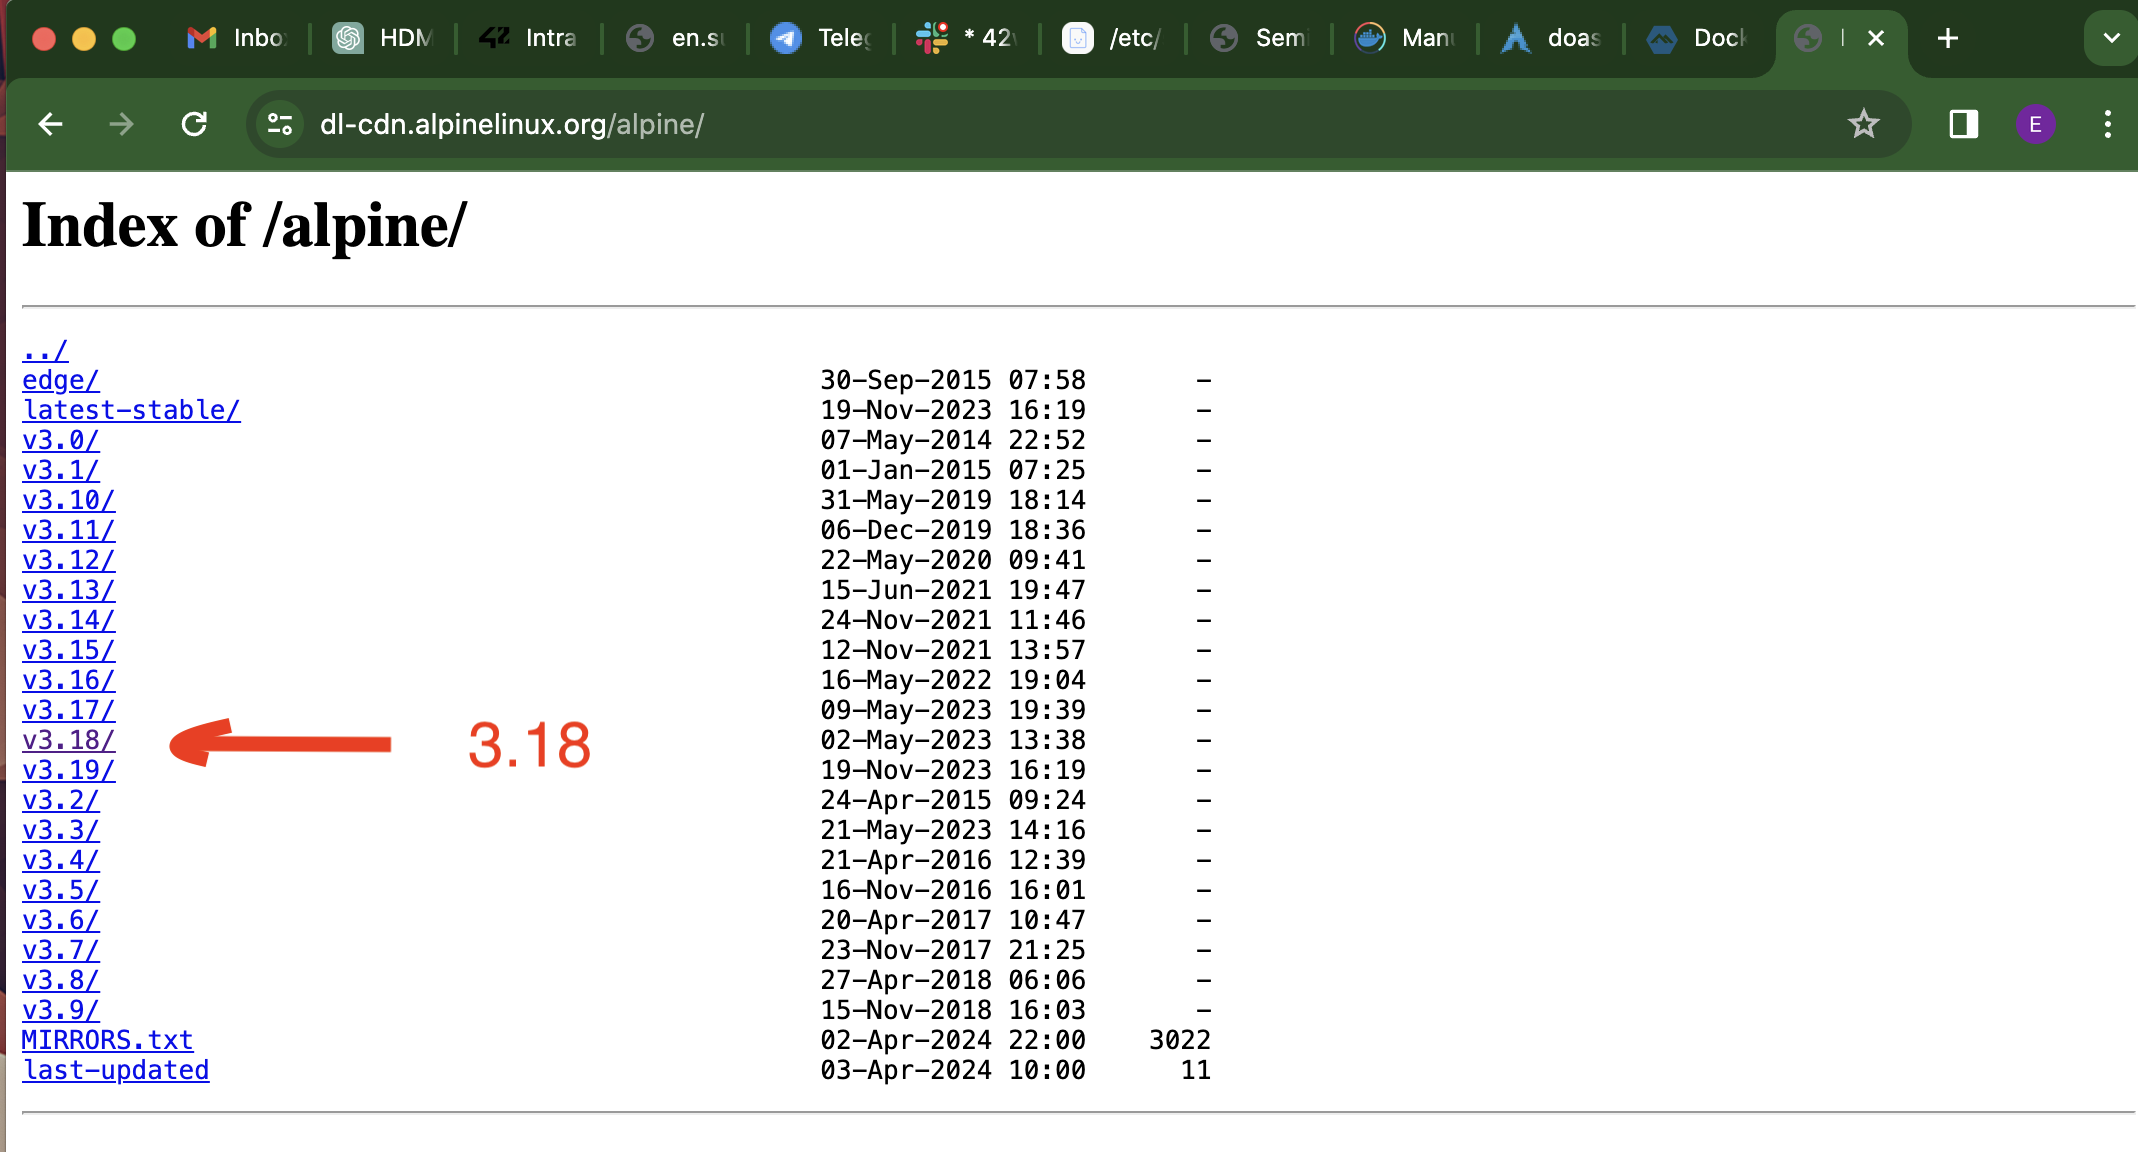 Inbo HDM Intra en.su Teleg * 42 /etc/ Sem Man doas Dock
dl-cdn.alpinelinux.org/alpine/ E
Index of /alpine/
../
edge/ 30-Sep-2015 07:58 -
latest-stable/ 19-Nov-2023 16:19 -
v3.0/ 07-May-2014 22:52 -
v3.1/ 01-Jan-2015 07:25 -
v3.10/ 31-May-2019 18:14 -
v3.11/ 06-Dec-2019 18:36 -
v3.12/ 22-May-2020 09:41 -
v3.13/ 15-Jun-2021 19:47 -
v3.14/ 24-Nov-2021 11:46 -
v3.15/ 12-Nov-2021 13:57 -
v3.16/ 16-May-2022 19:04 -
v3.17/ 09-May-2023 19:39 -
v3.18/ 3.18 02-May-2023 13:38 -
v3.19/ 19-Nov-2023 16:19 -
v3.2/ 24-Apr-2015 09:24 -
v3.3/ 21-May-2023 14:16 -
v3.4/ 21-Apr-2016 12:39 -
v3.5/ 16-Nov-2016 16:01 -
v3.6/ 20-Apr-2017 10:47 -
v3.7/ 23-Nov-2017 21:25 -
v3.8/ 27-Apr-2018 06:06 -
v3.9/ 15-Nov-2018 16:03 -
MIRRORS.txt 02-Apr-2024 22:00 3022
last-updated 03-Apr-2024 10:00 11